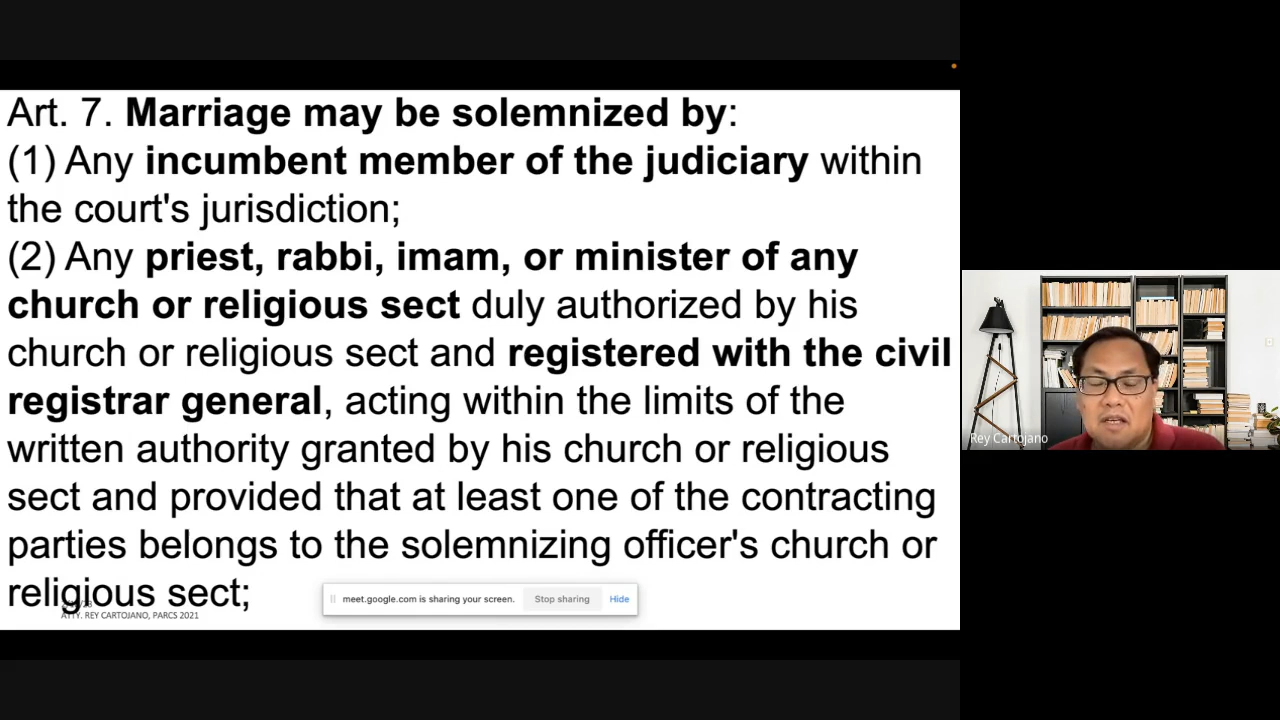 Art. 7. Marriage may be solemnized by:
(1) Any incumbent member of the judiciary within
the court's jurisdiction;
(2) Any priest, rabbi, imam, or minister of any
church or religious sect duly authorized by his
church or religious sect and registered with the civil
registrar general, acting within the limits of the
written authority granted by his church or religious
sect and provided that at least one of the contracting
parties belongs to the solemnizing officer's church or
religious sect;
ATTY. REY CARTOJANO, PARCS 2021
meet.google.com is sharing your screen. Stop sharing Hide
Rey Cartojano